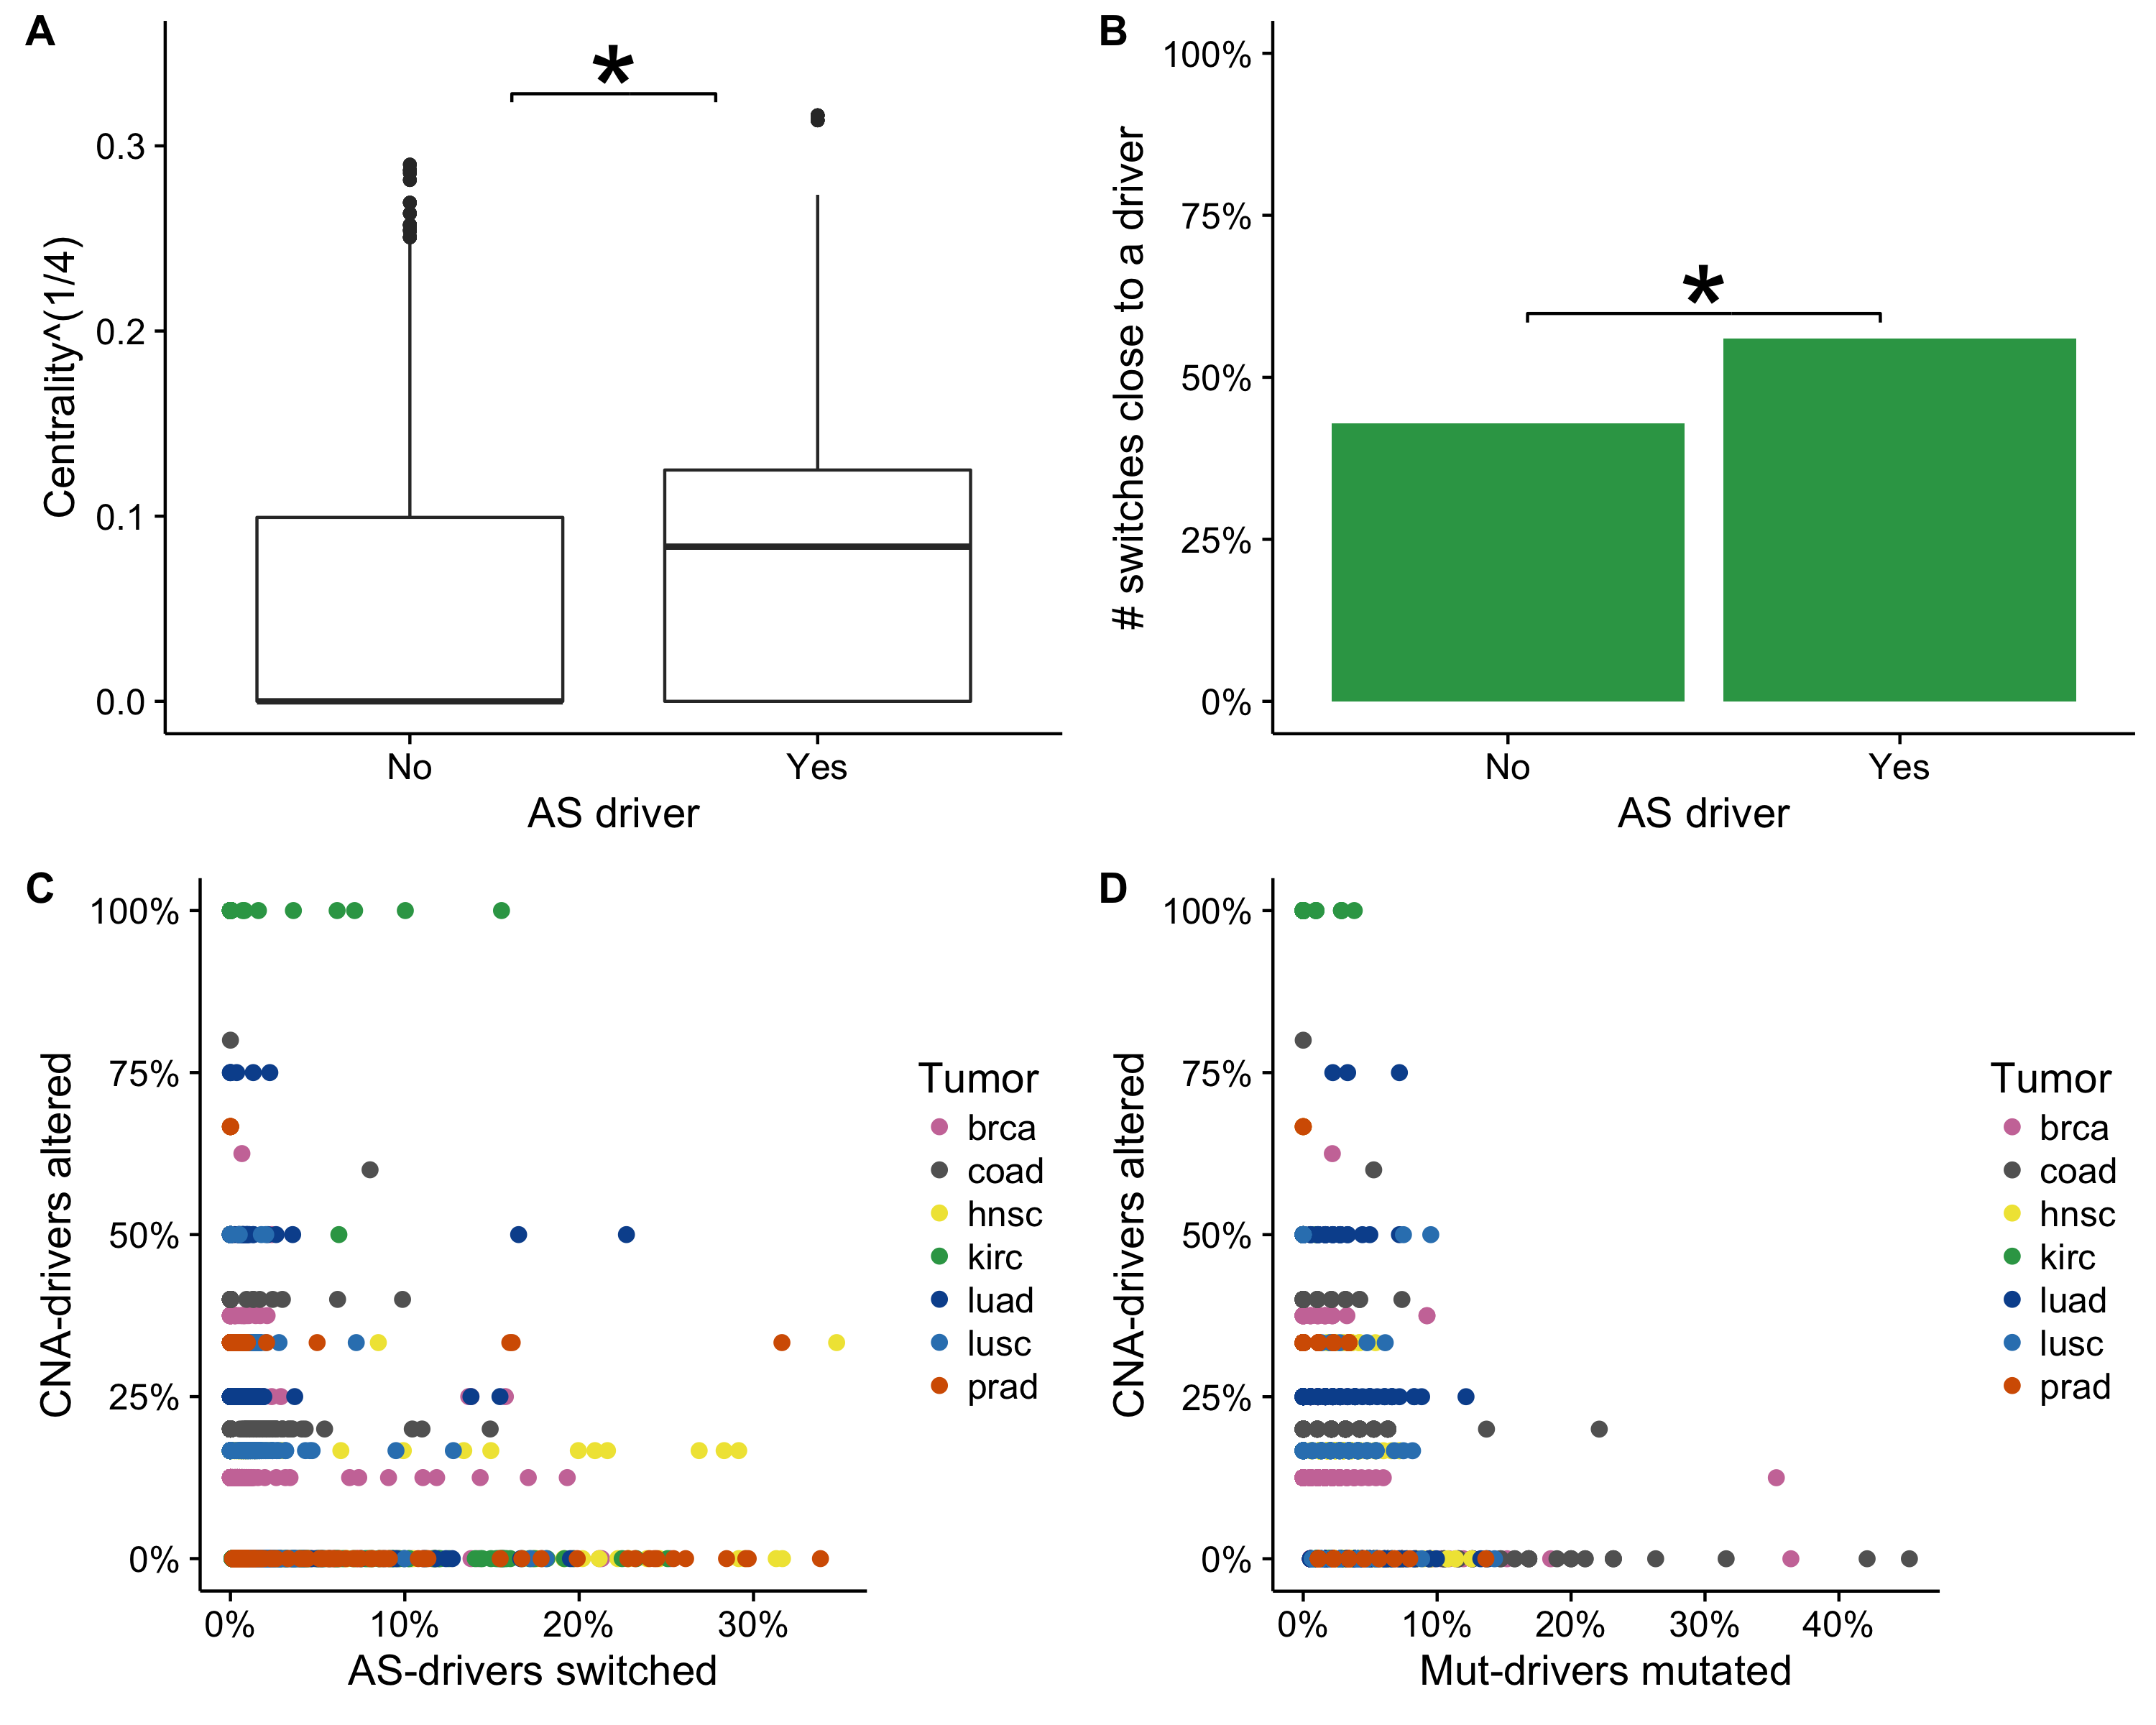 A
Centrality^(1/4)
0.3
0.2
0.1
0.0
*
No
Yes
AS driver
B
# switches close to a driver
100%
75%
50%
25%
0%
*
No
Yes
AS driver
C
CNA-drivers altered
100%
75%
50%
25%
0%
0%
10%
20%
30%
AS-drivers switched
Tumor
brca
coad
hnsc
kirc
luad
lusc
prad
D
CNA-drivers altered
100%
75%
50%
25%
0%
0%
10%
20%
30%
40%
Mut-drivers mutated
Tumor
brca
coad
hnsc
kirc
luad
lusc
prad